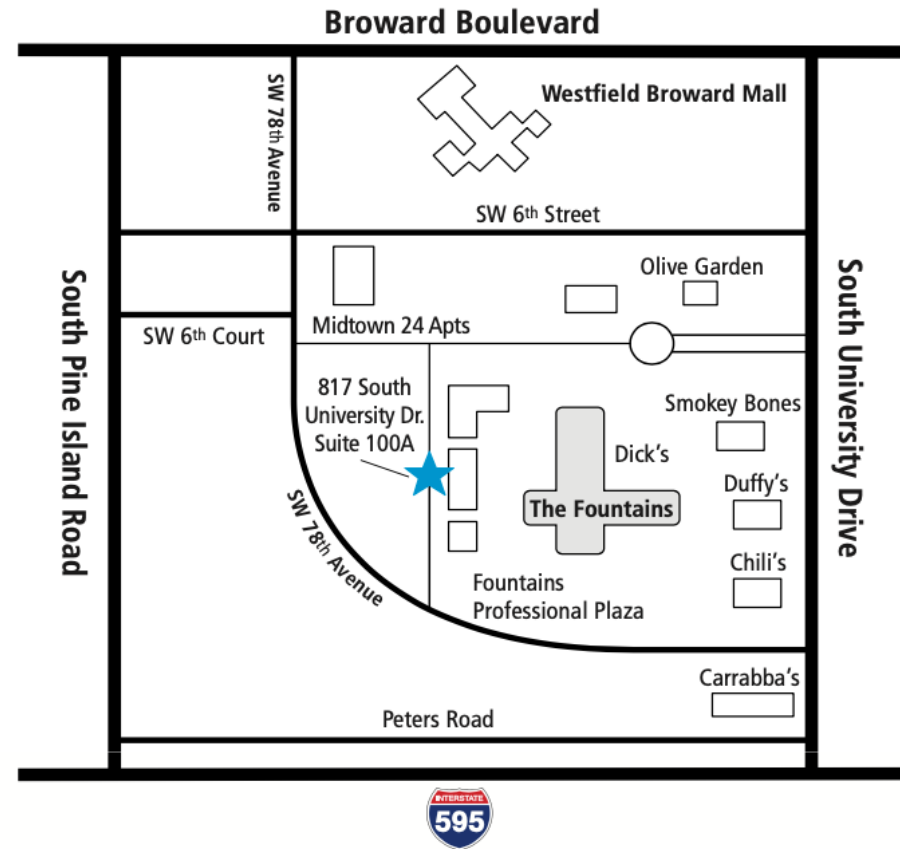 Broward Boulevard
SW 78th Avenue
Westfield Broward Mall
SW 6th Street
Olive Garden
South Pine Island Road
South University Drive
Midtown 24 Apts
SW 6th Court
817 South
University Dr.
Suite 100A
Smokey Bones
Dick's
Duffy's
The Fountains
SW 78th Avenue
Chili's
Fountains
Professional Plaza
Carrabba's
Peters Road
INTERSTATE
595